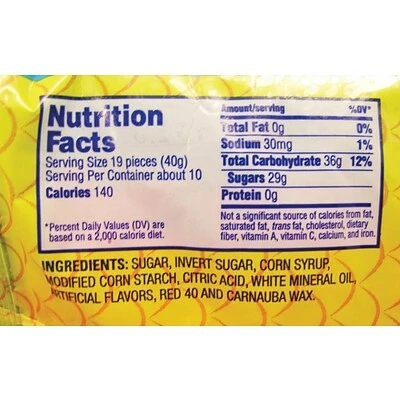 Nutrition
Facts
Serving Size 19 pieces (40g)
Serving Per Container about 10
Calories 140
*Percent Daily Values (DV) are
based on a 2,000 calorie diet.
Amount/serving %DV*
Total Fat 0g 0%
Sodium 30mg 1%
Total Carbohydrate 36g 12%
Sugars 29g
Protein 0g
Not a significant source of calories from fat,
saturated fat, trans fat, cholesterol, dietary
fiber, vitamin A, vitamin C, calcium, and iron.
INGREDIENTS: SUGAR, INVERT SUGAR, CORN SYRUP,
MODIFIED CORN STARCH, CITRIC ACID, WHITE MINERAL OIL,
ARTIFICIAL FLAVORS, RED 40 AND CARNAUBA WAX.